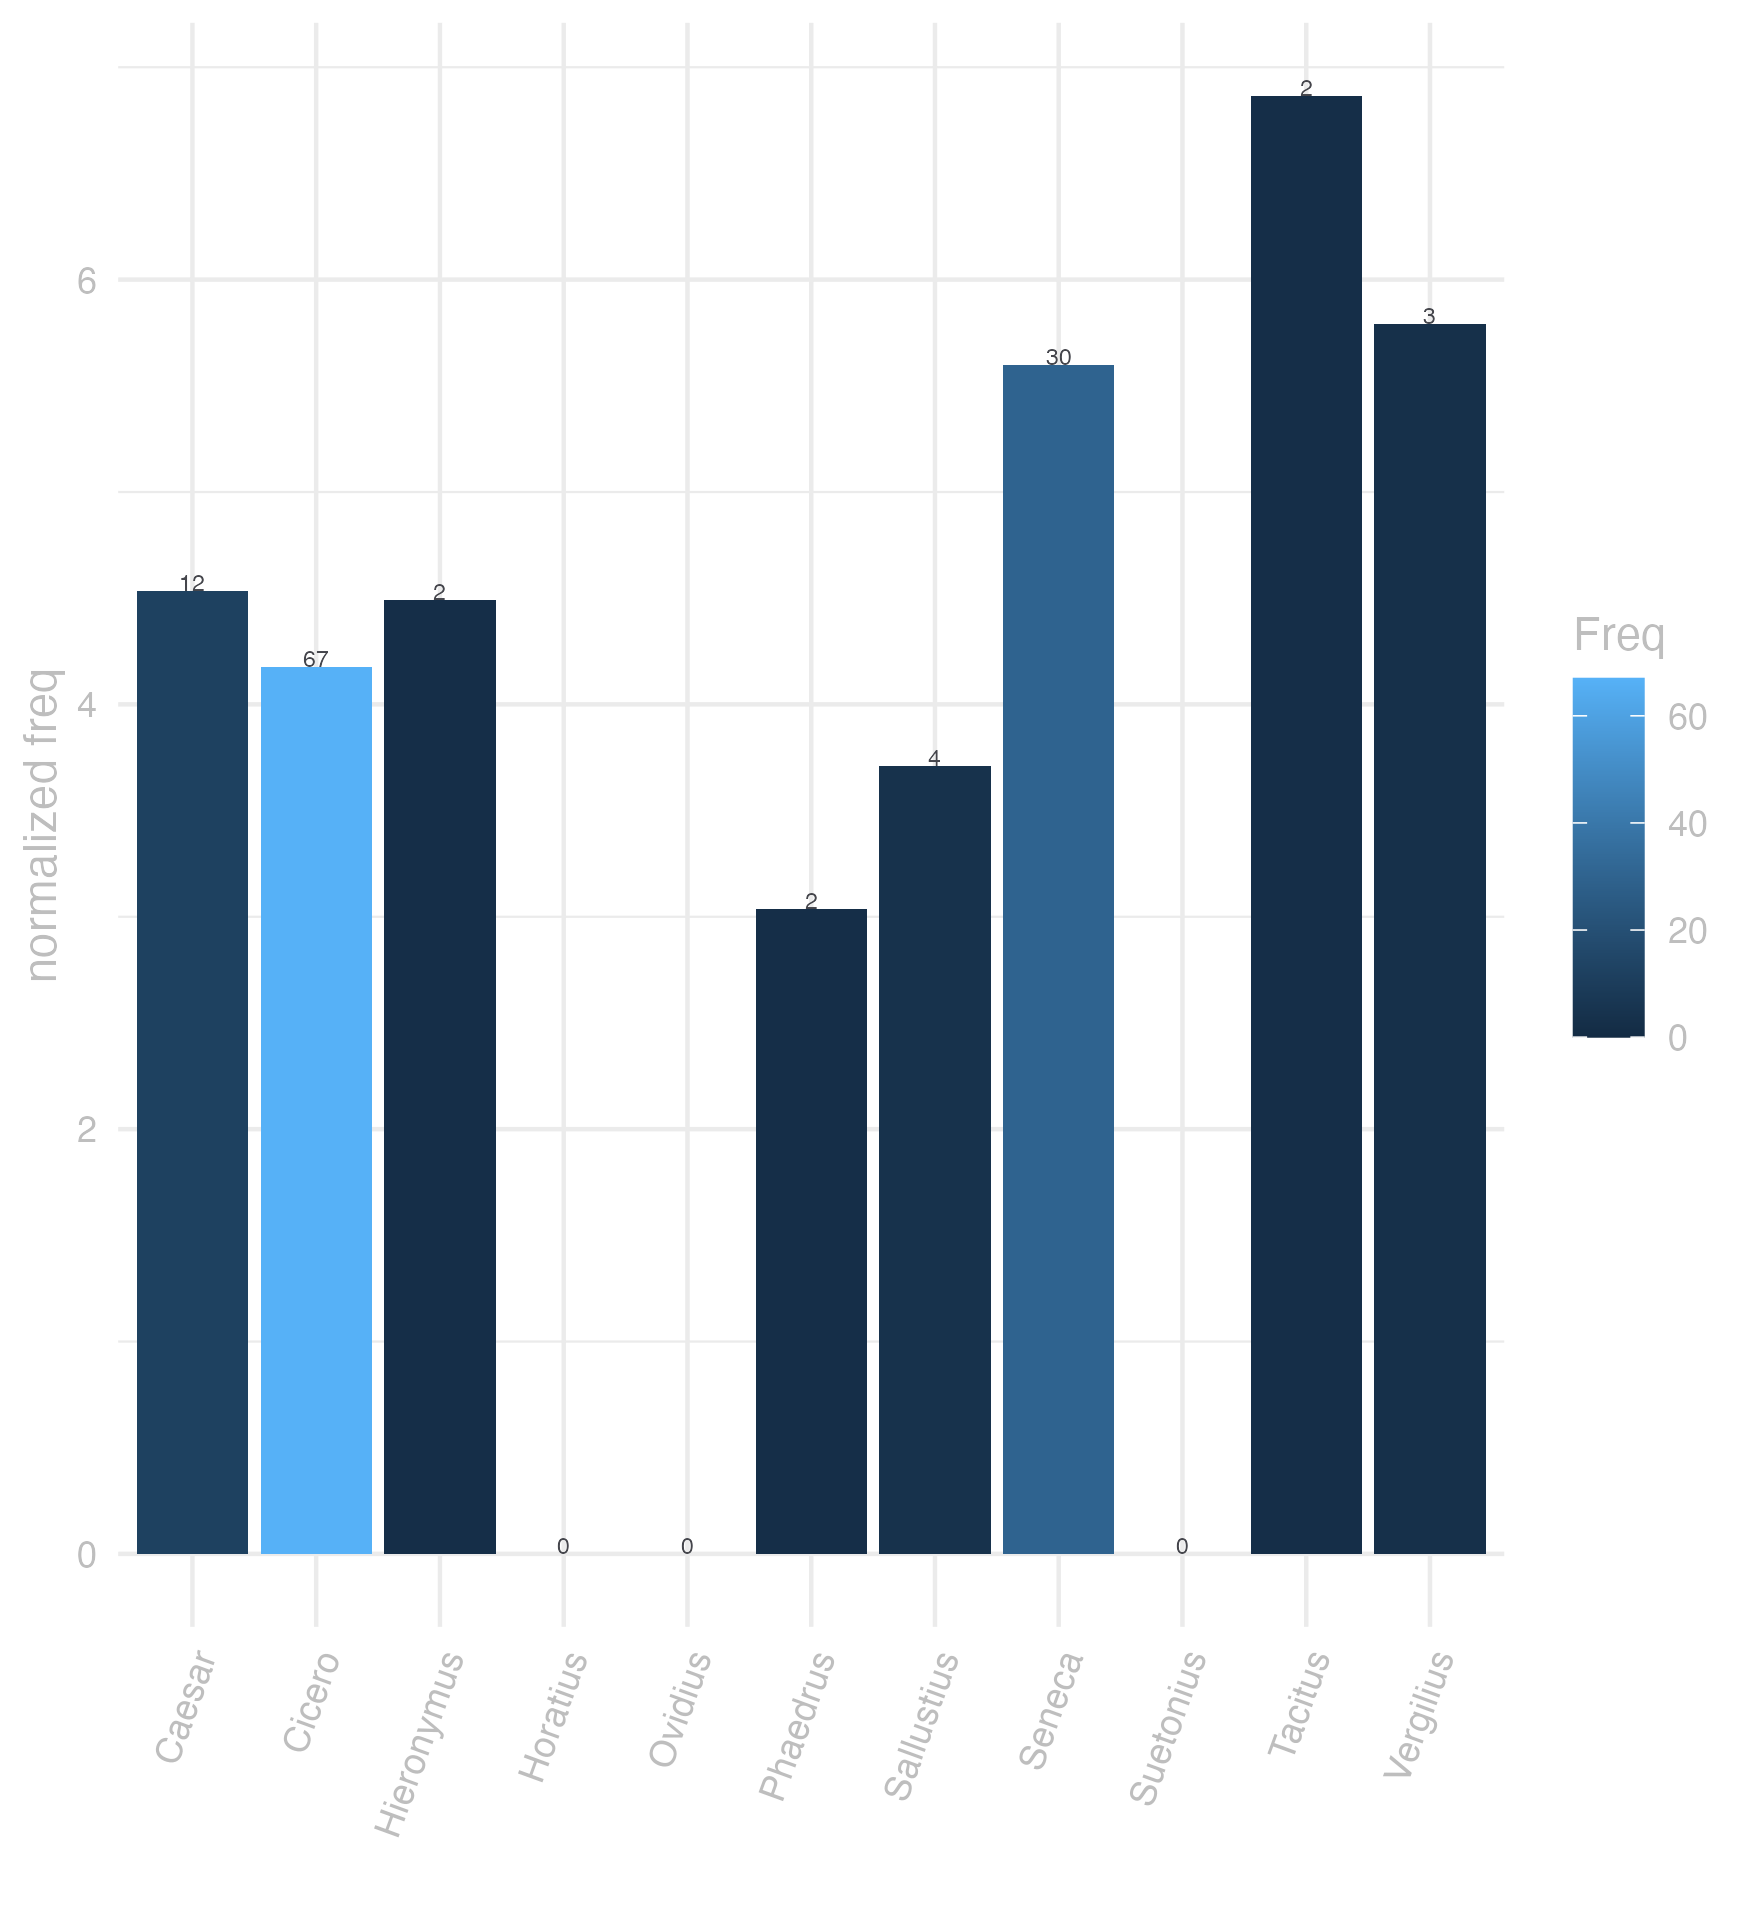 normalized freq
6
4
2
0
12
67
2
0
0
2
4
30
0
2
3
Caesar
Cicero
Hieronymus
Horatius
Ovidius
Phaedrus
Sallustius
Seneca
Suetonius
Tacitus
Vergilius
Freq
60
40
20
0